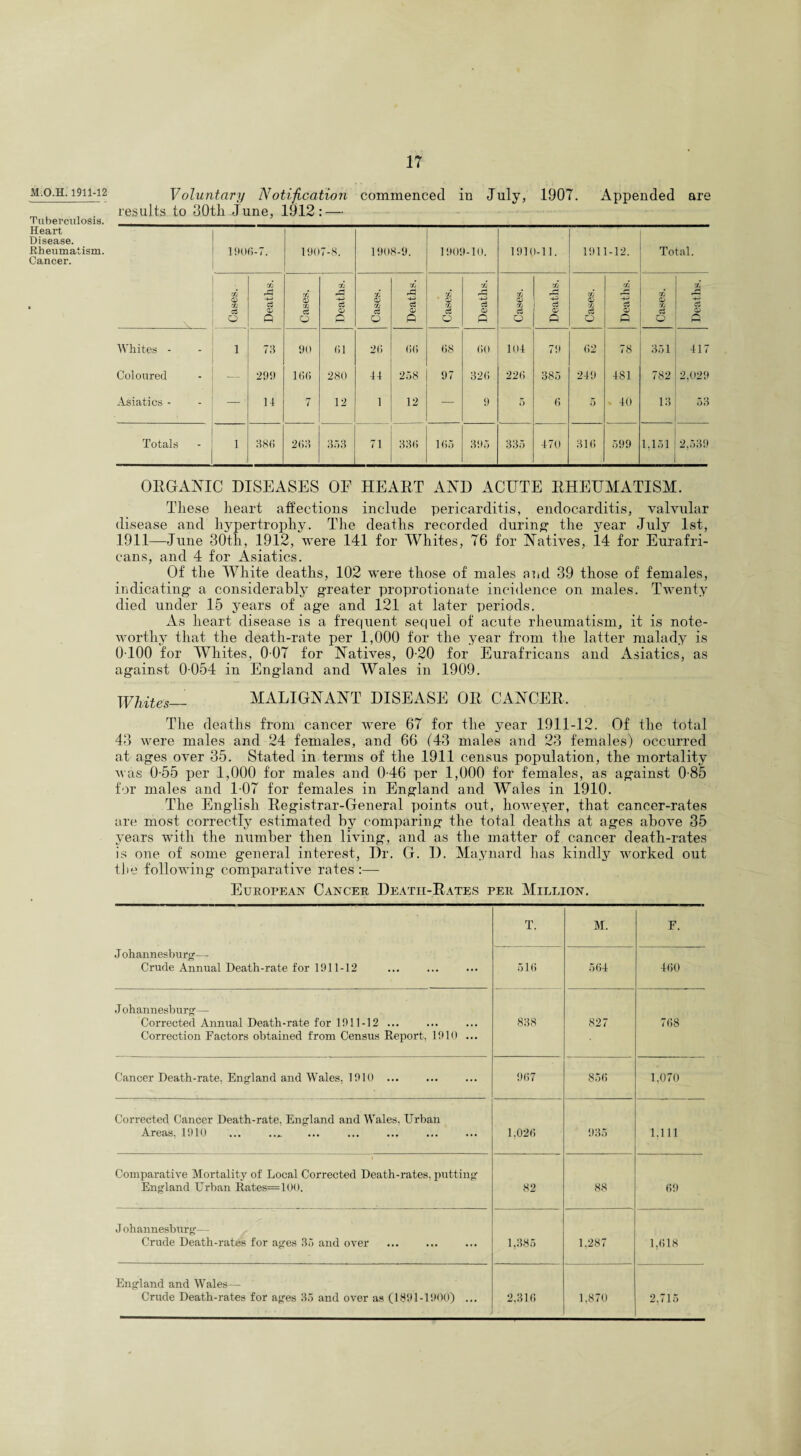 17
M.O.H. 1911-12
Tuberculosis.
Heart
Disease.
Rheumatism.
Cancer.
Voluntary Notification commenced in July, 1907. Appended are
results to 30th June, 1912:—
1906-7. 1907-8. 1908-9. 1909-10. 1910-11. 1911-12. Total.
Cases. Deaths. Cases. Deaths. Cases. Deaths. Cases. Deaths. Cases. Deaths. Cases. Deaths. Cases. Deaths.
Whites - - 1 73 90 61 26 66 68 60 104 79 62 78 351 417
Coloured - — 299 166 280 44 258 97 326 226 385 249 481 782 2,029
Asiatics - - — 14 7 12 1 12 — 9 5 6 5 40 13 53
Totals - 1 386 263 353 71 336 165 395 335 470 316 599 1,151 2,539
ORGANIC DISEASES OF HEART AND ACUTE RHEUMATISM.
These heart affections include pericarditis, endocarditis, valvular
disease and hypertrophy. The deaths recorded during the year July 1st,
1911—June 30th, 1912, were 141 for Whites, 76 for Natives, 14 for Eurafri-
cans, and 4 for Asiatics.
Of the White deaths, 102 were those of males and 39 those of females,
indicating a considerably greater proprotionate incidence on males. Twenty
died under 15 years of age and 121 at later periods.
As heart disease is a frequent sequel of acute rheumatism, it is note-
worthy that the death-rate per 1,000 for the year from the latter malady is
0·100 for Whites, 0·07 for Natives, 0·20 for Eurafricans and Asiatics, as
against 0·054 in England and Wales in 1909.
Whites— MALIGNANT DISEASE OR CANCER.
The deaths from cancer were 67 for the year 1911-12. Of the total
43 were males and 24 females, and 66 (43 males and 23 females) occurred
at ages over 35. Stated in terms of the 1911 census population, the mortality
was 0·55 per 1,000 for males and 0·46 per 1,000 for females, as against 0·85
for males and 1·07 for females in England and Wales in 1910.
The English Registrar-General points out, however, that cancer-rates
are most correctly estimated by comparing the total deaths at ages above 35
years with the number then living, and as the matter of cancer death-rates
is one of some general interest, Dr. G. D. Maynard has kindly worked out
the following comparative rates:—
EUROPEAN CANCER DEATH-RATES PER MILLION.
T. M. F.
Johannesburg—
Crude Annual Death-rate for 1911-12 ... ... ... 516 564 460
Johannesburg—
Corrected Annual Death-rate for 1911-12 ... ... ... 838 827 768
Correction Factors obtained from Census Report, 1910 ...
Cancer Death-rate, England and Wales, 1910 ... ... ... 967 856 1,070
Corrected Cancer Death-rate, England and Wales, Urban
Areas, 1910 ... ... ... ... ... ... ... 1,026 935 1,111
Comparative Mortality of Local Corrected Death-rates, putting
England Urban Rates=100. 82 88 69
Johannesburg—
Crude Death-rates for ages 35 and over ... ... ... 1,385 1,287 1,618
England and Wales—
Crude Death-rates for ages 35 and over as (1891-1900) ... 2,316 1,870 2,715